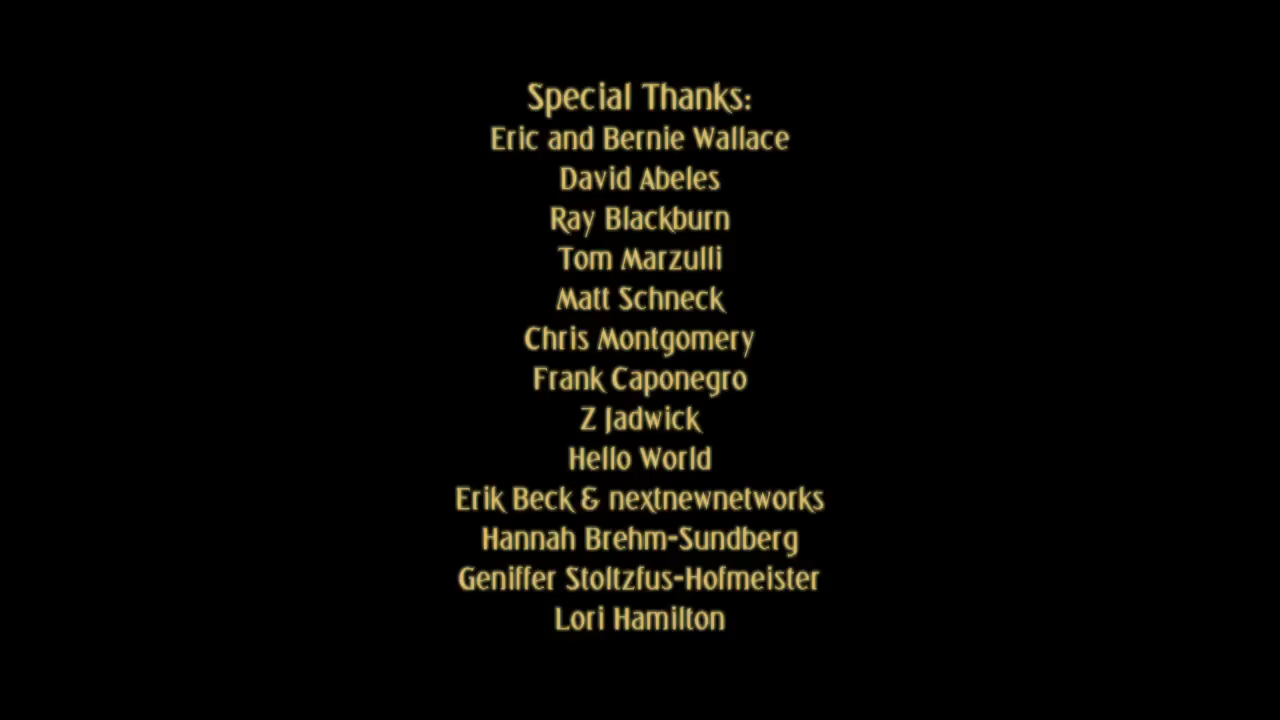 Special Thanks:
Eric and Bernie Wallace
David Abeles
Ray Blackburn
Tom Marzulli
Matt Schneck
Chris Montgomery
Frank Caponegro
Z Jadwick
Hello World
Erik Beck & nextnewnetworks
Hannah Brehm-Sundberg
Geniffer Stoltzfus-Hofmeister
Lori Hamilton